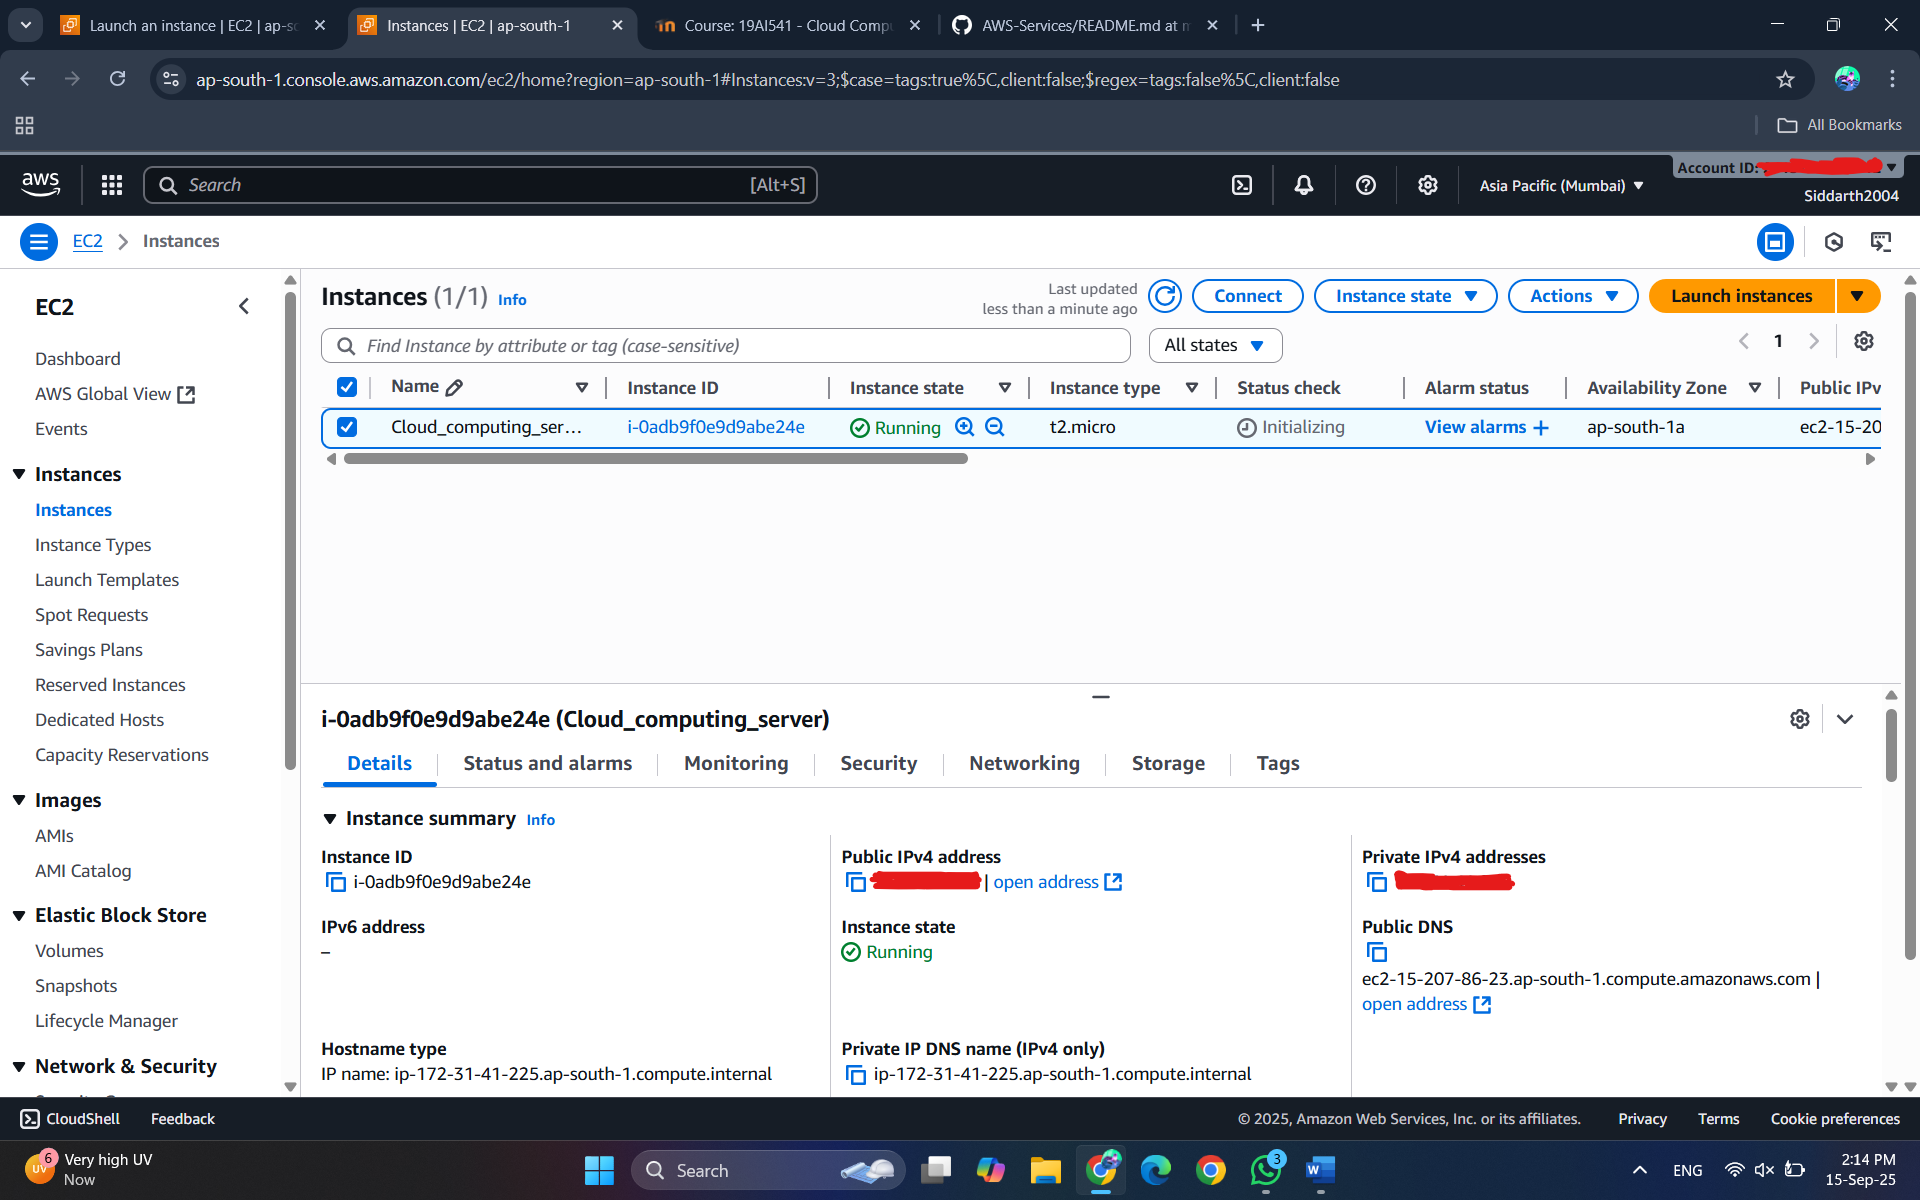 Launch an instance | EC2 | ap-so
Instances | EC2 | ap-south-1
Course: 19AI541 - Cloud Compu
AWS-Services/README.md at m
ap-south-1.console.aws.amazon.com/ec2/home?region=ap-south-1#Instances:v=3;$case=tags:true%5C,client:false;$regex=tags:false%5C,client:false
All Bookmarks
aws
Search
[Alt+S]
Asia Pacific (Mumbai)
Account ID:
Siddarth2004
EC2
Instances
EC2
Dashboard
AWS Global View
Events
Instances
Instances
Instance Types
Launch Templates
Spot Requests
Savings Plans
Reserved Instances
Dedicated Hosts
Capacity Reservations
Images
AMIs
AMI Catalog
Elastic Block Store
Volumes
Snapshots
Lifecycle Manager
Network & Security
Instances (1/1) Info
Last updated
less than a minute ago
Connect
Instance state
Actions
Launch instances
Find Instance by attribute or tag (case-sensitive)
All states
1
Name
Instance ID
Instance state
Instance type
Status check
Alarm status
Availability Zone
Public IPv
Cloud_computing_ser...
i-0adb9f0e9d9abe24e
Running
t2.micro
Initializing
View alarms +
ap-south-1a
ec2-15-20
i-0adb9f0e9d9abe24e (Cloud_computing_server)
Details
Status and alarms
Monitoring
Security
Networking
Storage
Tags
Instance summary Info
Instance ID
i-0adb9f0e9d9abe24e
Public IPv4 address
| open address
Private IPv4 addresses
IPv6 address
–
Instance state
Running
Public DNS
ec2-15-207-86-23.ap-south-1.compute.amazonaws.com |
open address
Hostname type
IP name: ip-172-31-41-225.ap-south-1.compute.internal
Private IP DNS name (IPv4 only)
ip-172-31-41-225.ap-south-1.compute.internal
CloudShell
Feedback
© 2025, Amazon Web Services, Inc. or its affiliates.
Privacy
Terms
Cookie preferences
UV
6
Very high UV
Now
Search
3
W
ENG
2:14 PM
15-Sep-25